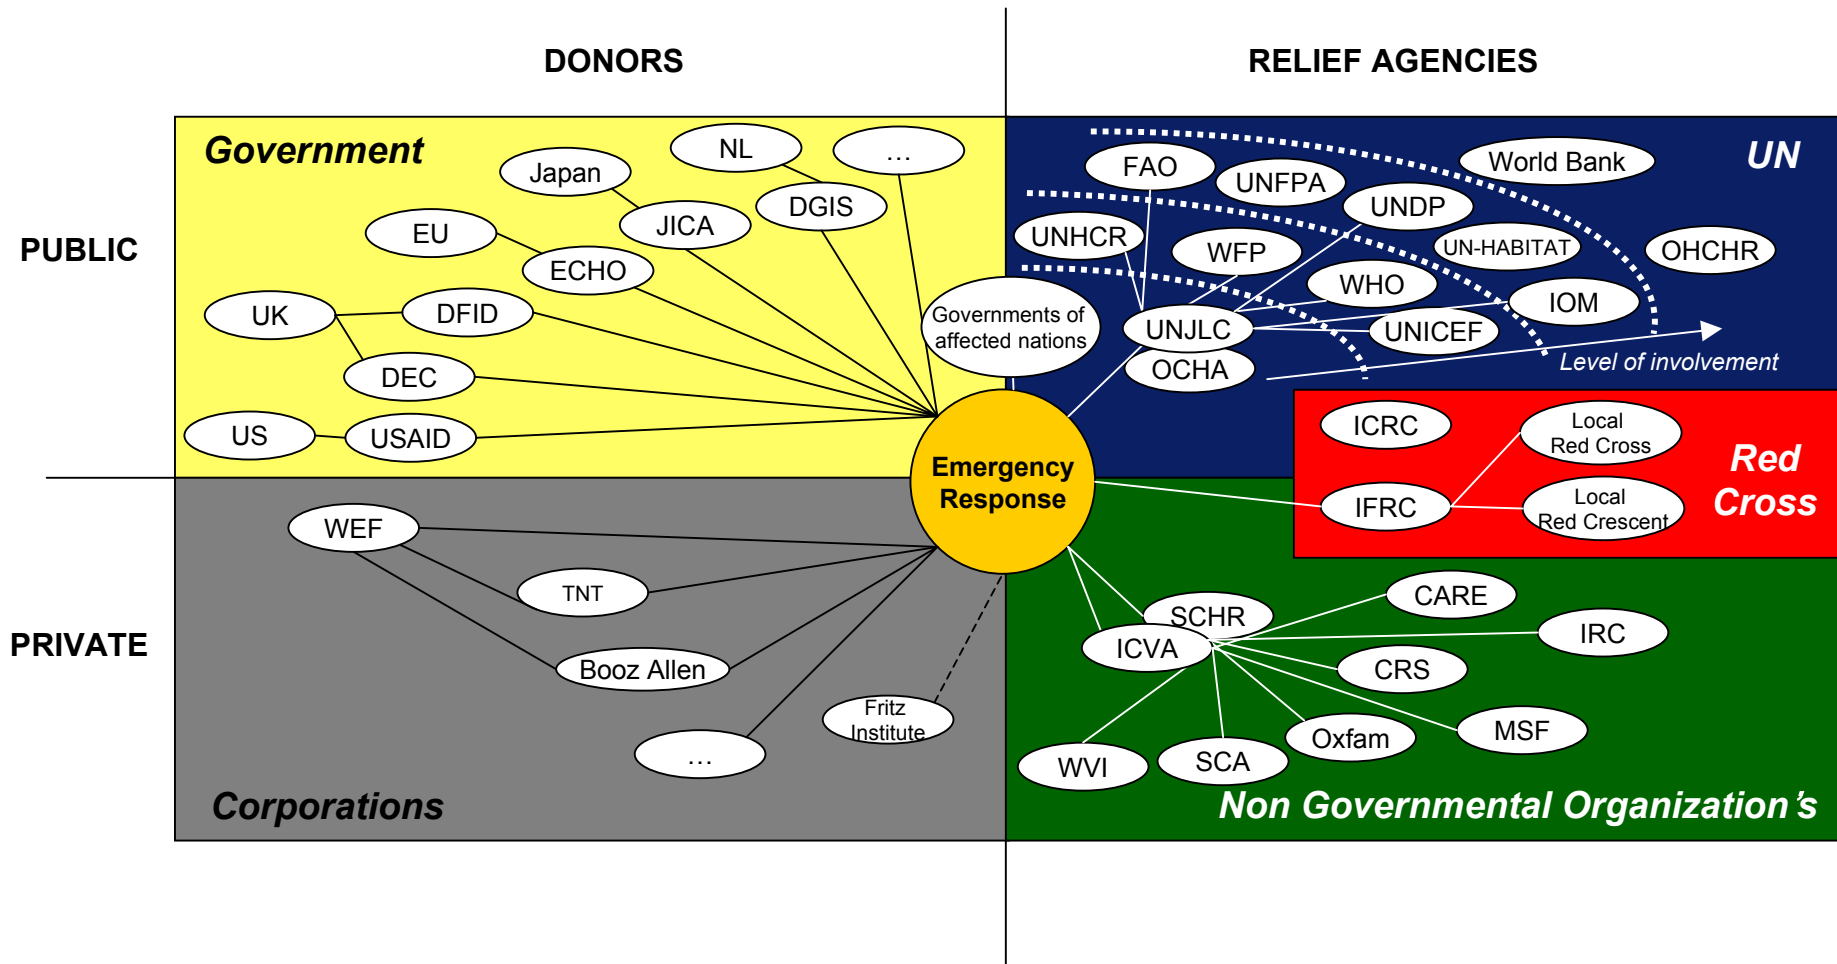 DONORS
RELIEF AGENCIES
PUBLIC
PRIVATE
Government
NL
…
Japan
DGIS
JICA
EU
ECHO
UK
DFID
DEC
US
USAID
Governments of
affected nations
Emergency
Response
UN
FAO
UNFPA
World Bank
UNDP
UNHCR
WFP
UN-HABITAT
OHCHR
WHO
IOM
UNJLC
UNICEF
OCHA
Level of involvement
ICRC
Local
Red Cross
IFRC
Local
Red Crescent
Red
Cross
WEF
TNT
Booz Allen
Fritz
Institute
…
Corporations
SCHR
ICVA
CARE
IRC
CRS
MSF
Oxfam
SCA
WVI
Non Governmental Organization’s